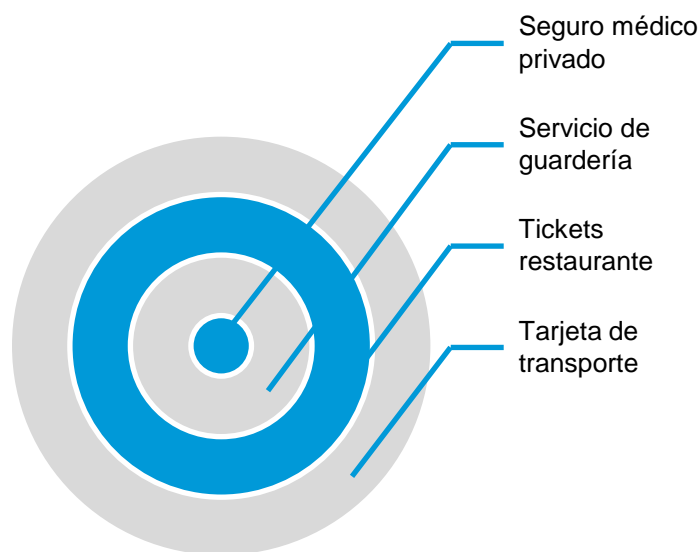 Seguro médico
privado
Servicio de
guardería
Tickets
restaurante
Tarjeta de
transporte